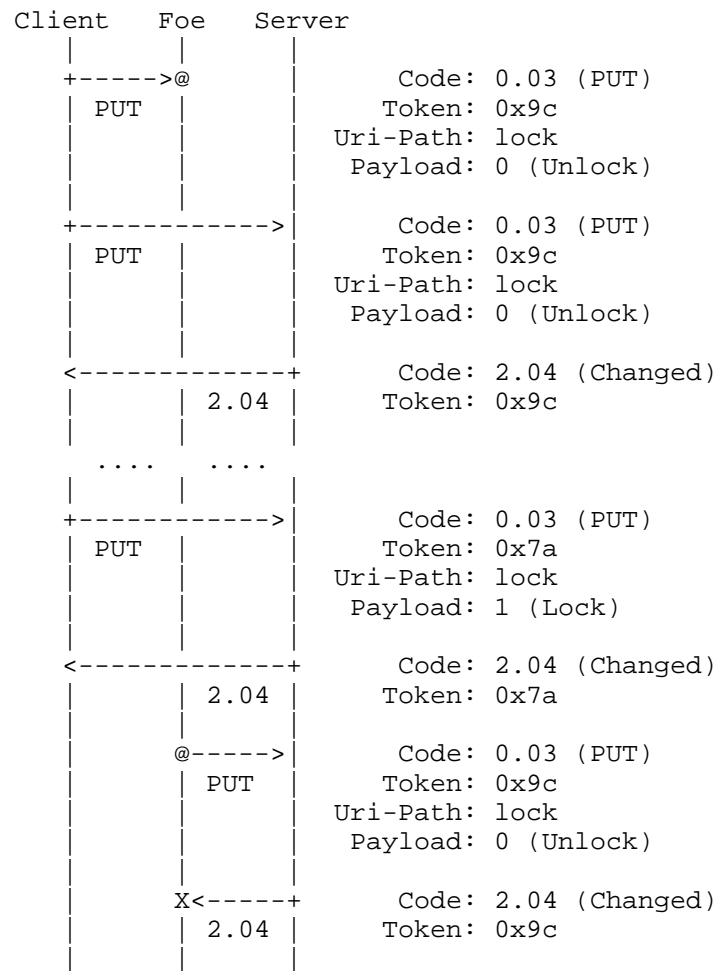 Client   Foe   Server
   |      |       |
   +----->@       |      Code: 0.03 (PUT)
   | PUT  |       |     Token: 0x9c
   |      |       |  Uri-Path: lock
   |      |       |   Payload: 0 (Unlock)
   |      |       |
   +------------>|      Code: 0.03 (PUT)
   | PUT  |       |     Token: 0x9c
   |      |       |  Uri-Path: lock
   |      |       |   Payload: 0 (Unlock)
   |      |       |
   <-------------+      Code: 2.04 (Changed)
   |      | 2.04  |     Token: 0x9c
   |      |       |
     ....   ....
   |      |       |
   +------------>|      Code: 0.03 (PUT)
   | PUT  |       |     Token: 0x7a
   |      |       |  Uri-Path: lock
   |      |       |   Payload: 1 (Lock)
   |      |       |
   <-------------+      Code: 2.04 (Changed)
   |      | 2.04  |     Token: 0x7a
   |      |       |
   |      @----->|      Code: 0.03 (PUT)
   |      | PUT   |     Token: 0x9c
   |      |       |  Uri-Path: lock
   |      |       |   Payload: 0 (Unlock)
   |      |       |
   |      X<-----+      Code: 2.04 (Changed)
   |      | 2.04  |     Token: 0x9c
   |      |       |